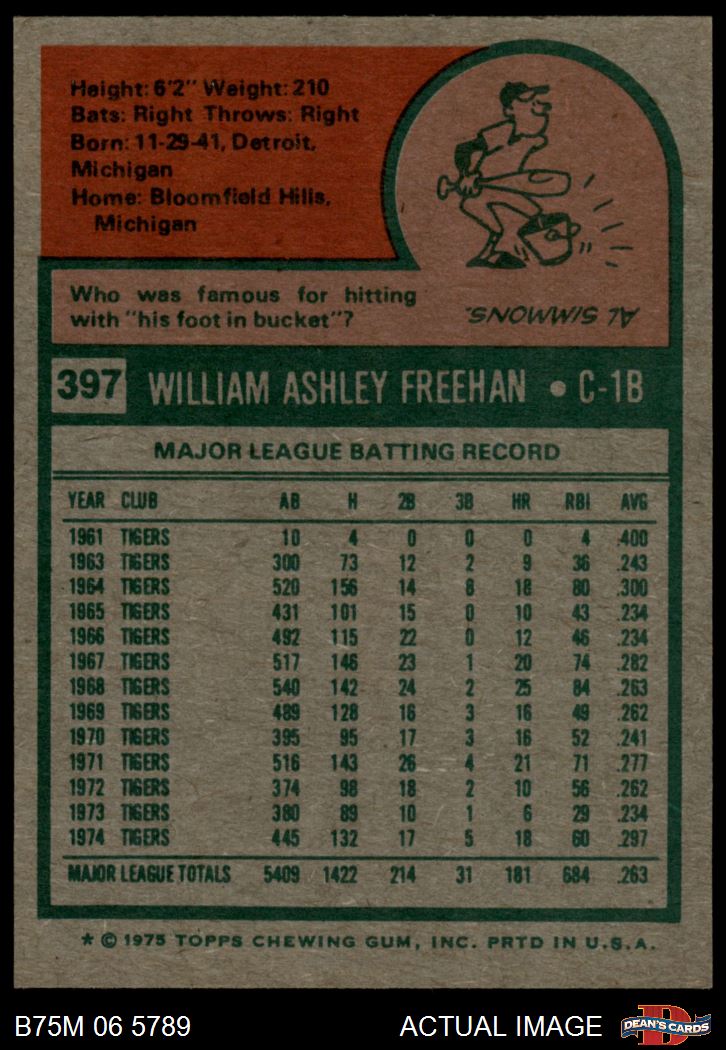 Height: 6'2" Weight: 210
Bats: Right Throws: Right
Born: 11-29-41, Detroit,
Michigan
Home: Bloomfield Hills,
Michigan
Who was famous for hitting
with "his foot in bucket"?
AL SIMMONS.
397 WILLIAM ASHLEY FREEHAN • C-1B
MAJOR LEAGUE BATTING RECORD
YEAR CLUB AB H 2B 3B HR RBI AVG
1961 TIGERS 10 4 0 0 0 4 .400
1963 TIGERS 300 73 12 2 9 36 .243
1964 TIGERS 520 156 14 8 18 80 .300
1965 TIGERS 431 101 15 0 10 43 .234
1966 TIGERS 492 115 22 0 12 46 .234
1967 TIGERS 517 146 23 1 20 74 .282
1968 TIGERS 540 142 24 2 25 84 .263
1969 TIGERS 489 128 16 3 16 49 .262
1970 TIGERS 395 95 17 3 16 52 .241
1971 TIGERS 516 143 26 4 21 71 .277
1972 TIGERS 374 98 18 2 10 56 .262
1973 TIGERS 380 89 10 1 6 29 .234
1974 TIGERS 445 132 17 5 18 60 .297
MAJOR LEAGUE TOTALS 5409 1422 214 31 181 684 .263
* © 1975 TOPPS CHEWING GUM, INC. PRTD IN U.S.A.
B75M 06 5789 ACTUAL IMAGE D DEAN'S CARDS